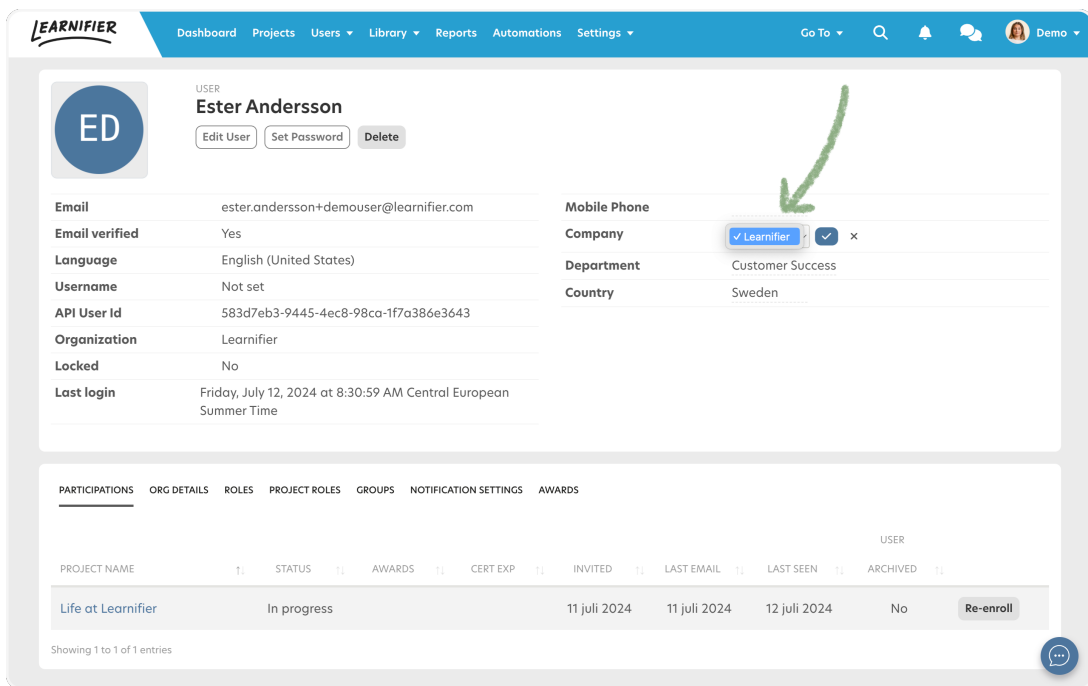 LEARNIFIER
Dashboard Projects Users Library Reports Automations Settings Go To Demo
USER
Ester Andersson
ED
Edit User Set Password Delete
Email ester.andersson+demouser@learnifier.com
Email verified Yes
Language English (United States)
Username Not set
API User Id 583d7eb3-9445-4ec8-98ca-1f7a386e3643
Organization Learnifier
Locked No
Last login Friday, July 12, 2024 at 8:30:59 AM Central European
Summer Time
Mobile Phone
Company ✓ Learnifier
Department Customer Success
Country Sweden
PARTICIPATIONS ORG DETAILS ROLES PROJECT ROLES GROUPS NOTIFICATION SETTINGS AWARDS
USER
PROJECT NAME STATUS AWARDS CERT EXP INVITED LAST EMAIL LAST SEEN ARCHIVED
Life at Learnifier In progress 11 juli 2024 11 juli 2024 12 juli 2024 No Re-enroll
Showing 1 to 1 of 1 entries